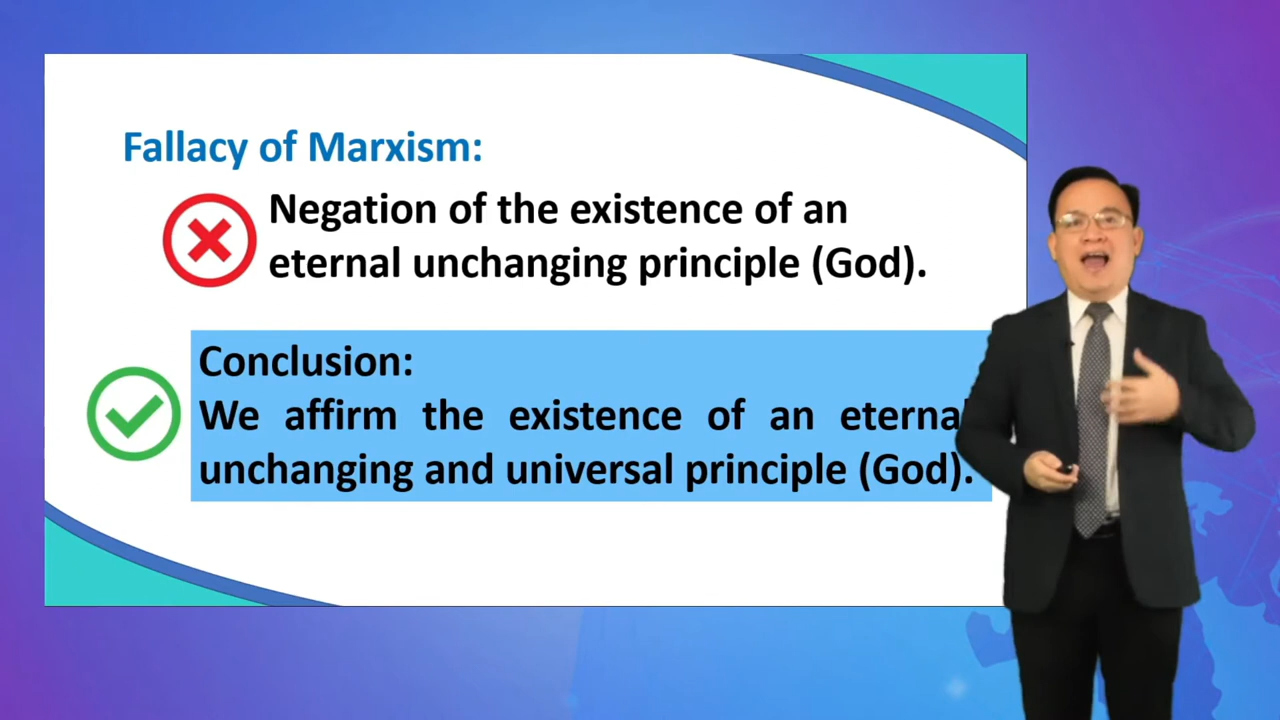 Fallacy of Marxism:
Negation of the existence of an
eternal unchanging principle (God).
Conclusion:
We affirm the existence of an eternal
unchanging and universal principle (God).